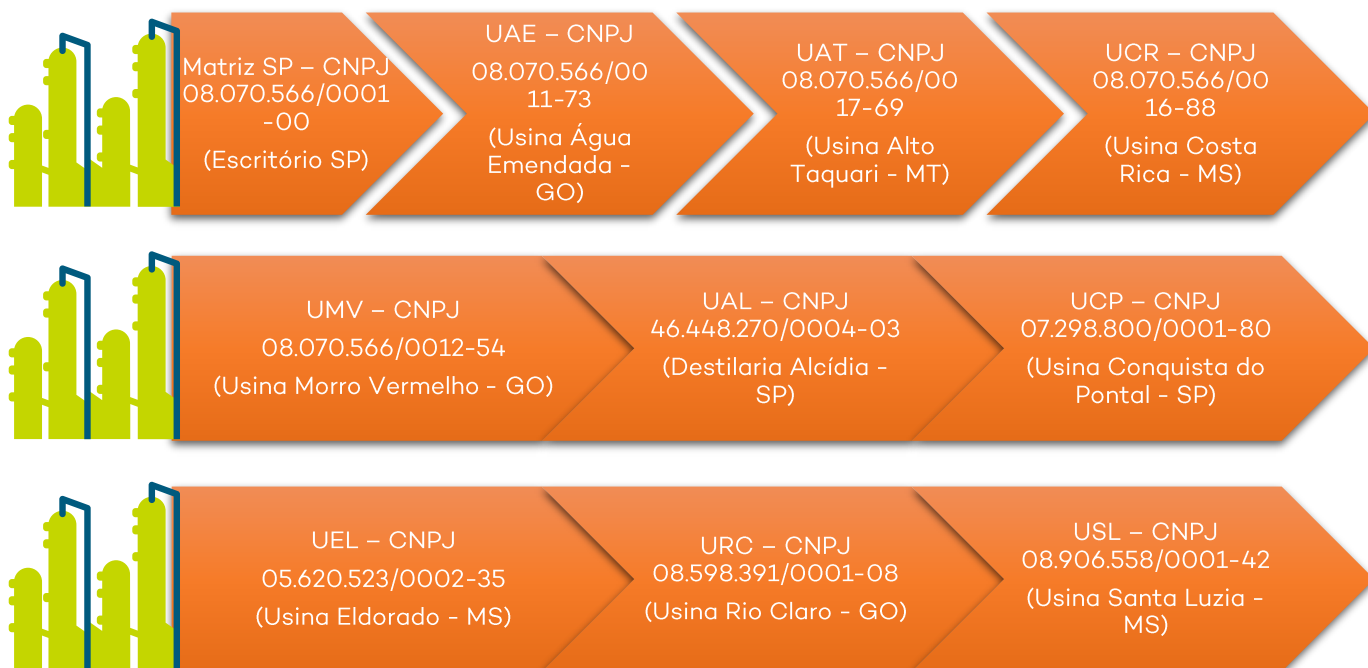 Matriz SP – CNPJ
08.070.566/0001
-00
(Escritório SP)
UAE – CNPJ
08.070.566/00
11-73
(Usina Água
Emendada -
GO)
UAT – CNPJ
08.070.566/00
17-69
(Usina Alto
Taquari - MT)
UCR – CNPJ
08.070.566/00
16-88
(Usina Costa
Rica - MS)
UMV – CNPJ
08.070.566/0012-54
(Usina Morro Vermelho - GO)
UAL – CNPJ
46.448.270/0004-03
(Destilaria Alcídia -
SP)
UCP – CNPJ
07.298.800/0001-80
(Usina Conquista do
Pontal - SP)
UEL – CNPJ
05.620.523/0002-35
(Usina Eldorado - MS)
URC – CNPJ
08.598.391/0001-08
(Usina Rio Claro - GO)
USL – CNPJ
08.906.558/0001-42
(Usina Santa Luzia -
MS)